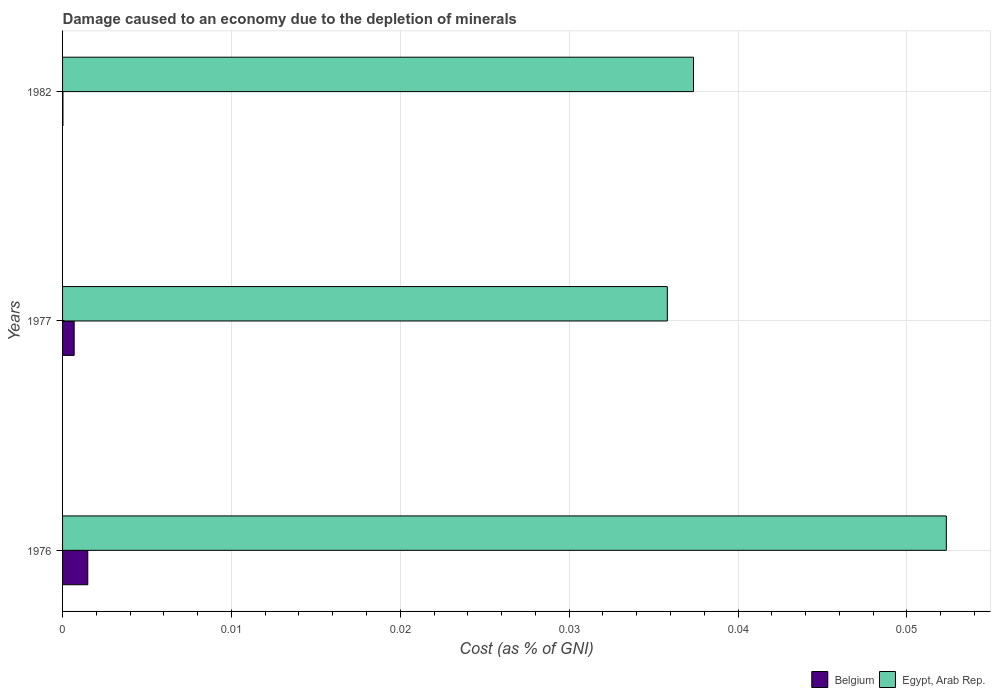 Damage caused to an economy due to the depletion of minerals
1982
1977
1976
Years
0
0.01
0.02
0.03
0.04
0.05
Cost (as % of GNI)
Belgium
Egypt, Arab Rep.